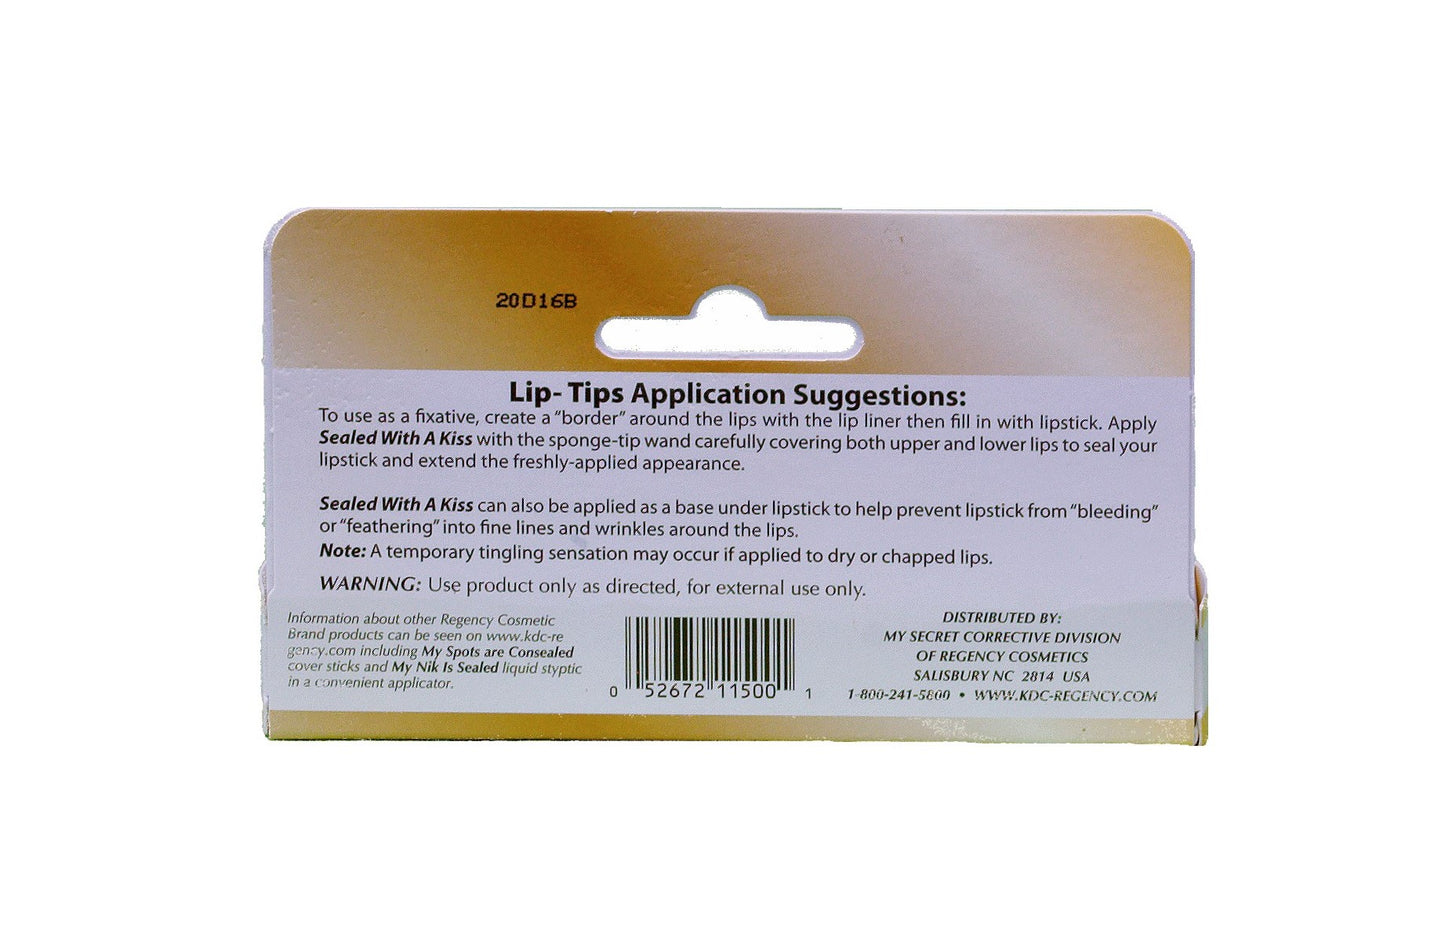 20D16B
Lip- Tips Application Suggestions:
To use as a fixative, create a “border” around the lips with the lip liner then fill in with lipstick. Apply
Sealed With A Kiss with the sponge-tip wand carefully covering both upper and lower lips to seal your
lipstick and extend the freshly-applied appearance.
Sealed With A Kiss can also be applied as a base under lipstick to help prevent lipstick from “bleeding”
or “feathering” into fine lines and wrinkles around the lips.
Note: A temporary tingling sensation may occur if applied to dry or chapped lips.
WARNING: Use product only as directed, for external use only.
Information about other Regency Cosmetic
Brand products can be seen on www.kdc-re
gency.com including My Spots are Consealed
cover sticks and My Nik Is Sealed liquid styptic
in a convenient applicator.
0 52672 11500 1
DISTRIBUTED BY:
MY SECRET CORRECTIVE DIVISION
OF REGENCY COSMETICS
SALISBURY NC 2814 USA
1-800-241-5800 • WWW.KDC-REGENCY.COM